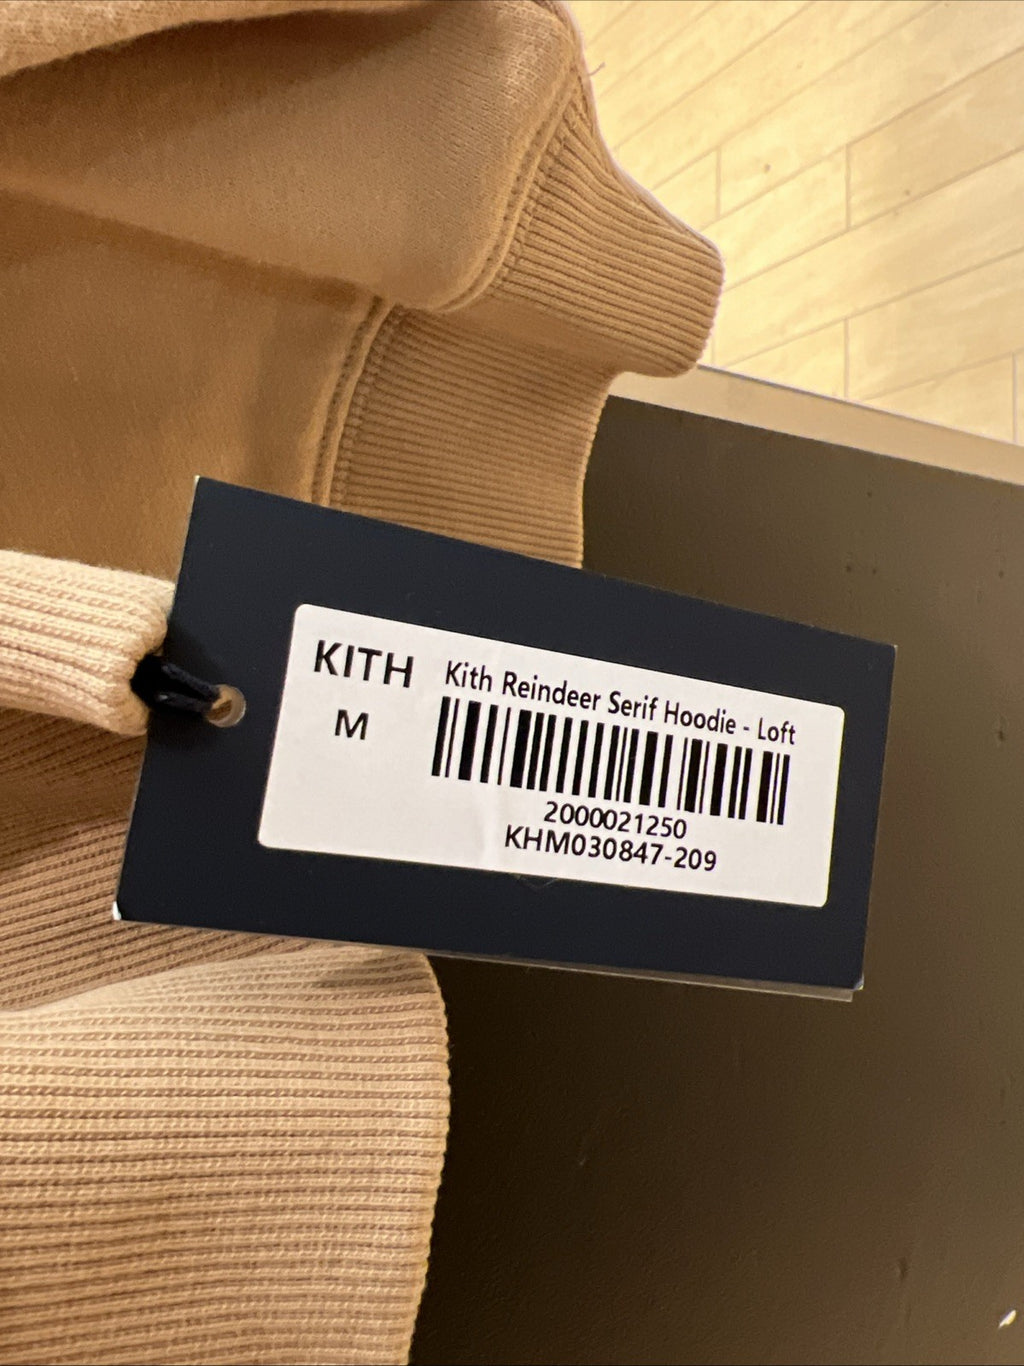 KITH
M
Kith Reindeer Serif Hoodie - Loft
2000021250
KHM030847-209